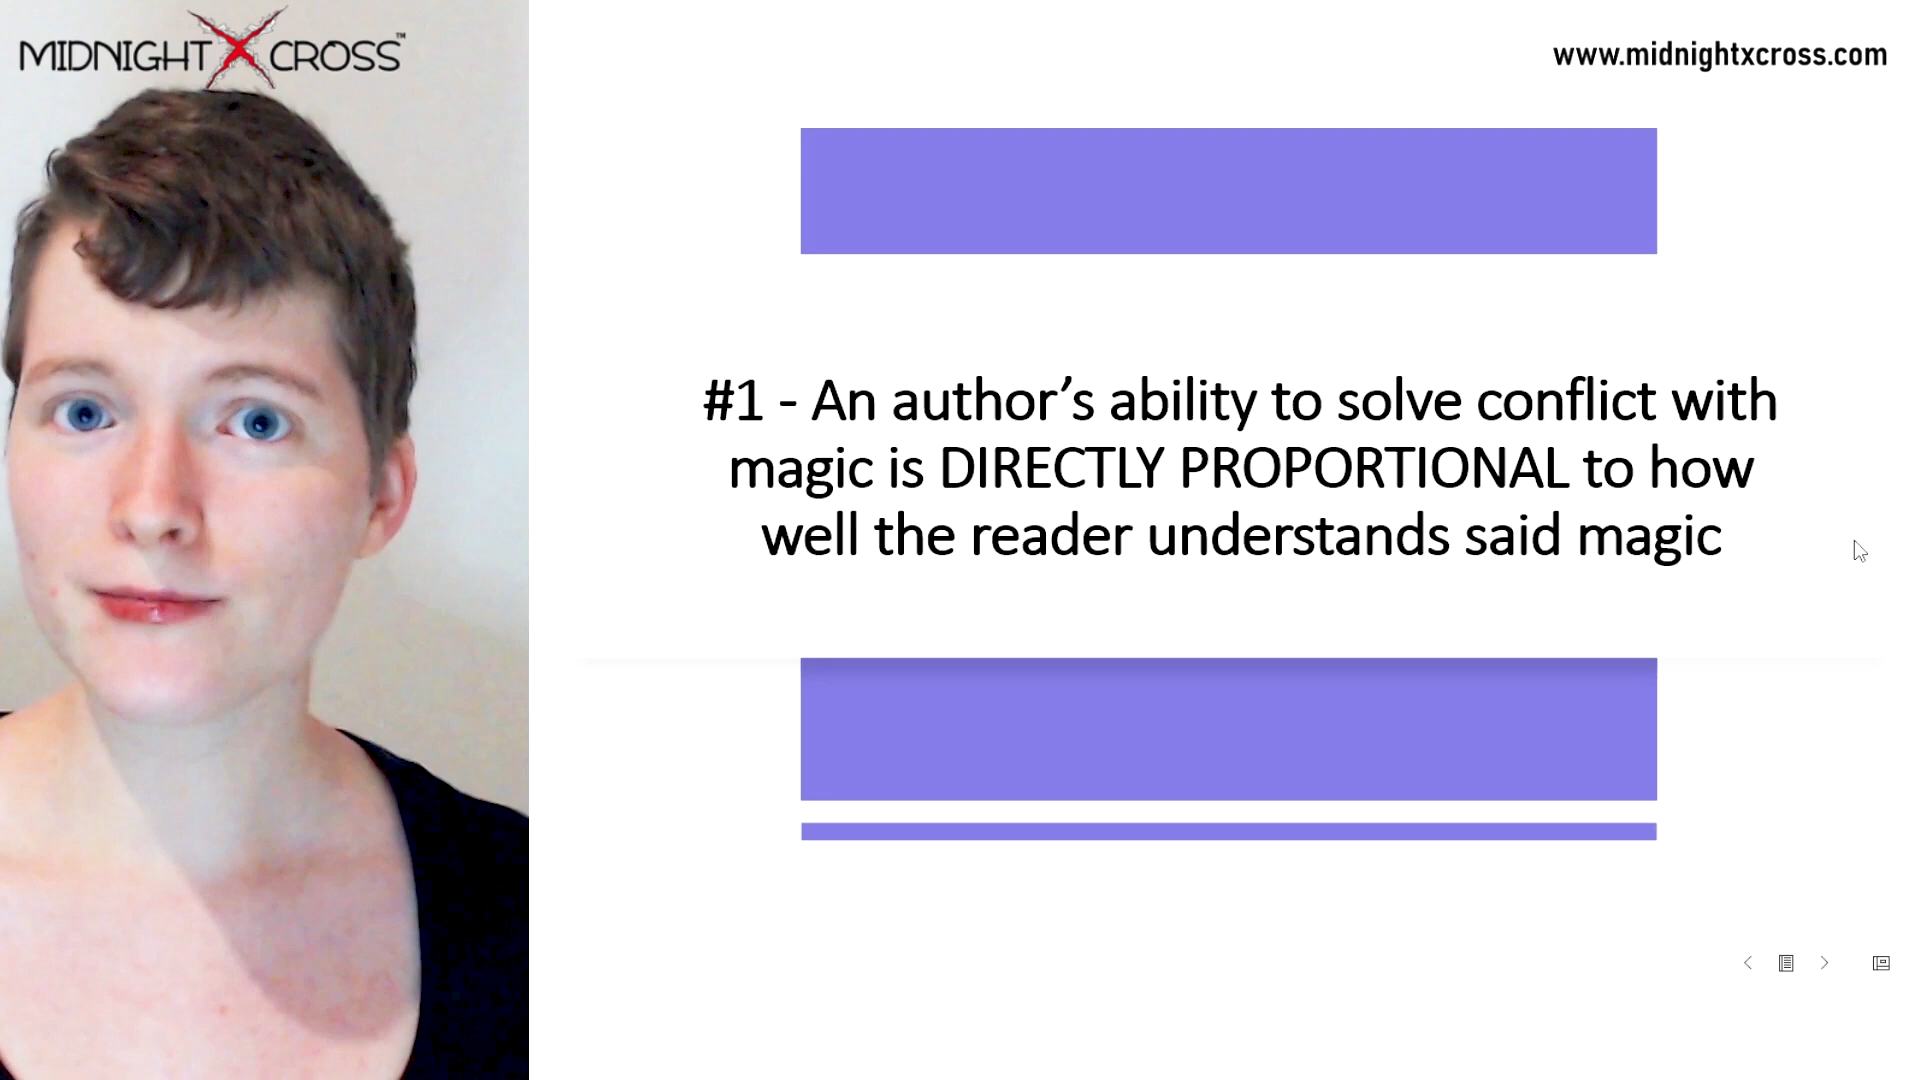 MIDNIGHT X CROSS™
www.midnightxcross.com
#1 - An author’s ability to solve conflict with
magic is DIRECTLY PROPORTIONAL to how
well the reader understands said magic